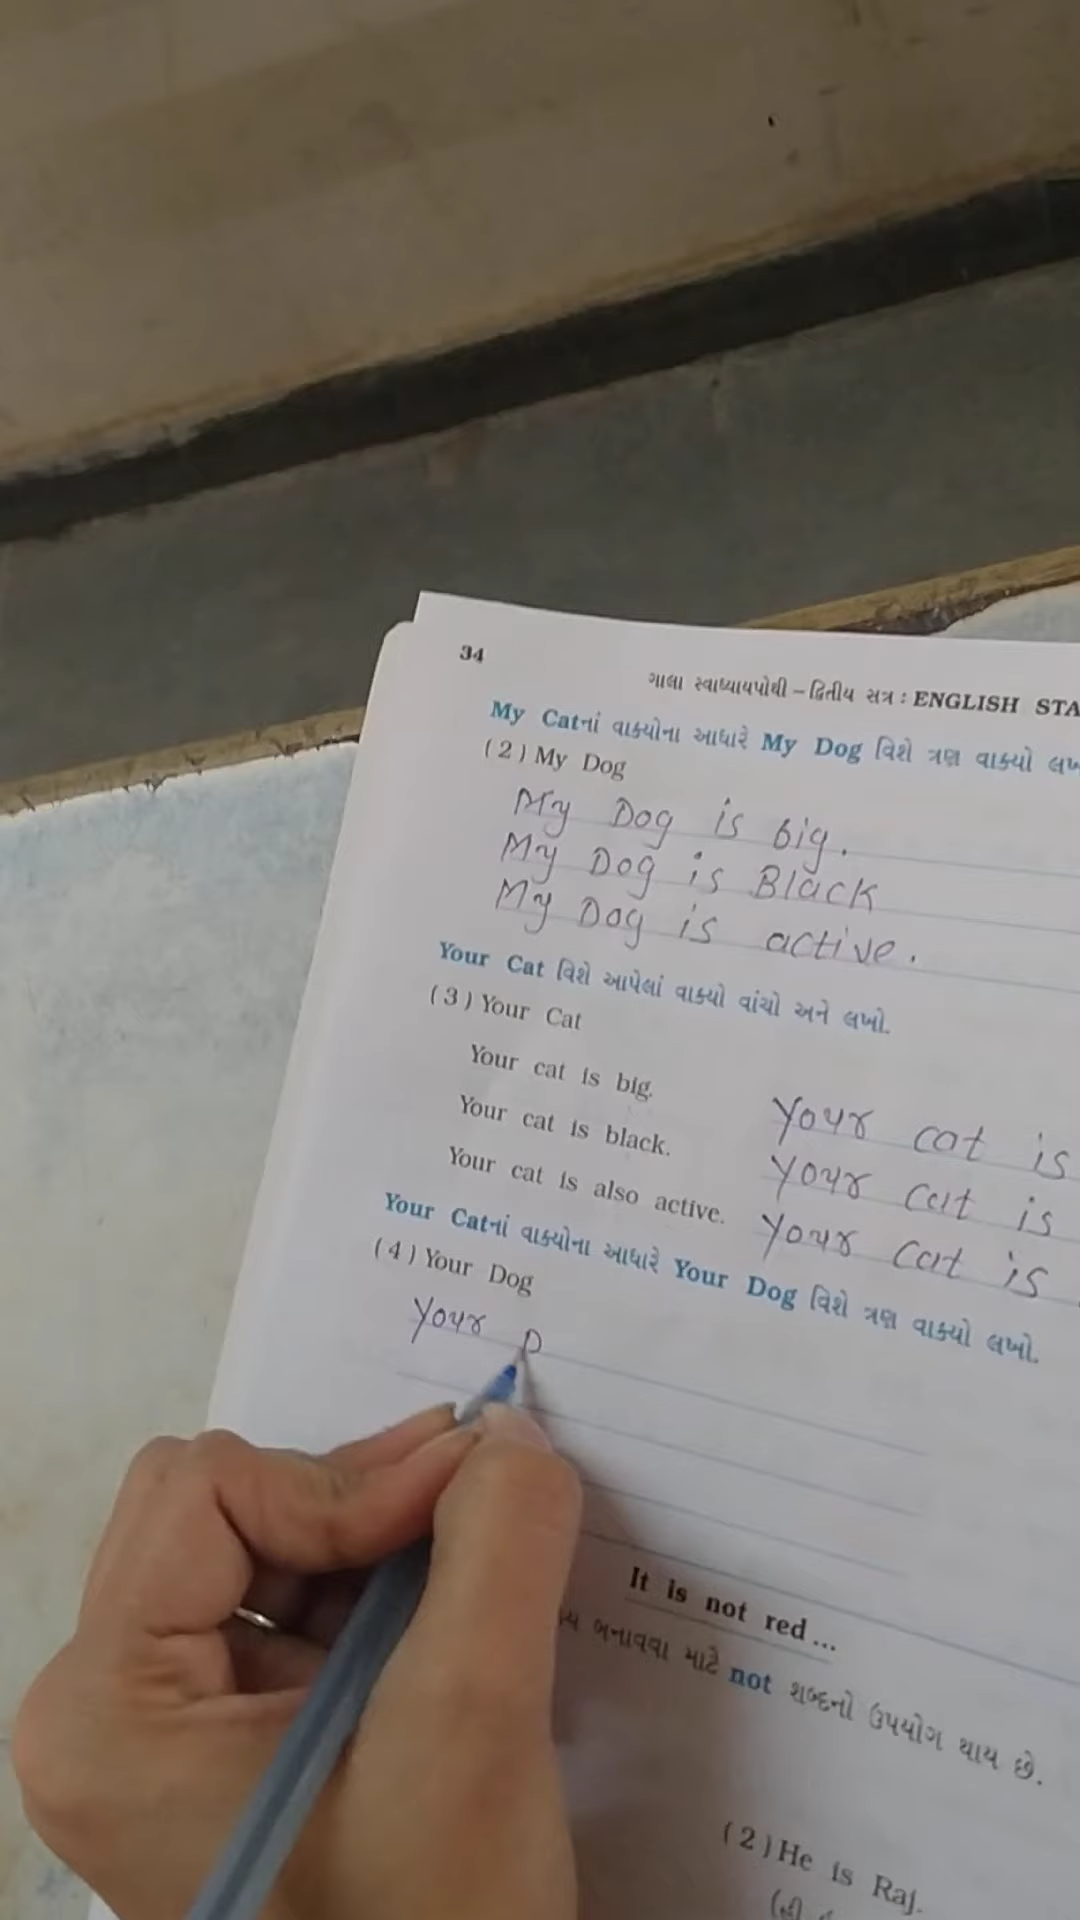 34
ગાલા સ્વાધ્યાયપોથી – દ્વિતીય સત્ર : ENGLISH
My Catનાં વાક્યોના આધારે My Dog વિશે ત્રણ વાક્યો
( 2 ) My Dog
My Dog is big.
My Dog is Black
My Dog is active.
Your Cat વિશે આપેલાં વાક્યો વાંચો અને લખો.
( 3 ) Your Cat
Your cat is big. Your cat is
Your cat is black. Your cat is
Your cat is also active. Your cat is
Your Catનાં વાક્યોના આધારે Your Dog વિશે ત્રણ વાક્યો લખો.
( 4 ) Your Dog
Your D
It is not red ...
બનાવવા માટે not શબ્દનો ઉપયોગ થાય છે.
( 2 ) He is Raj.